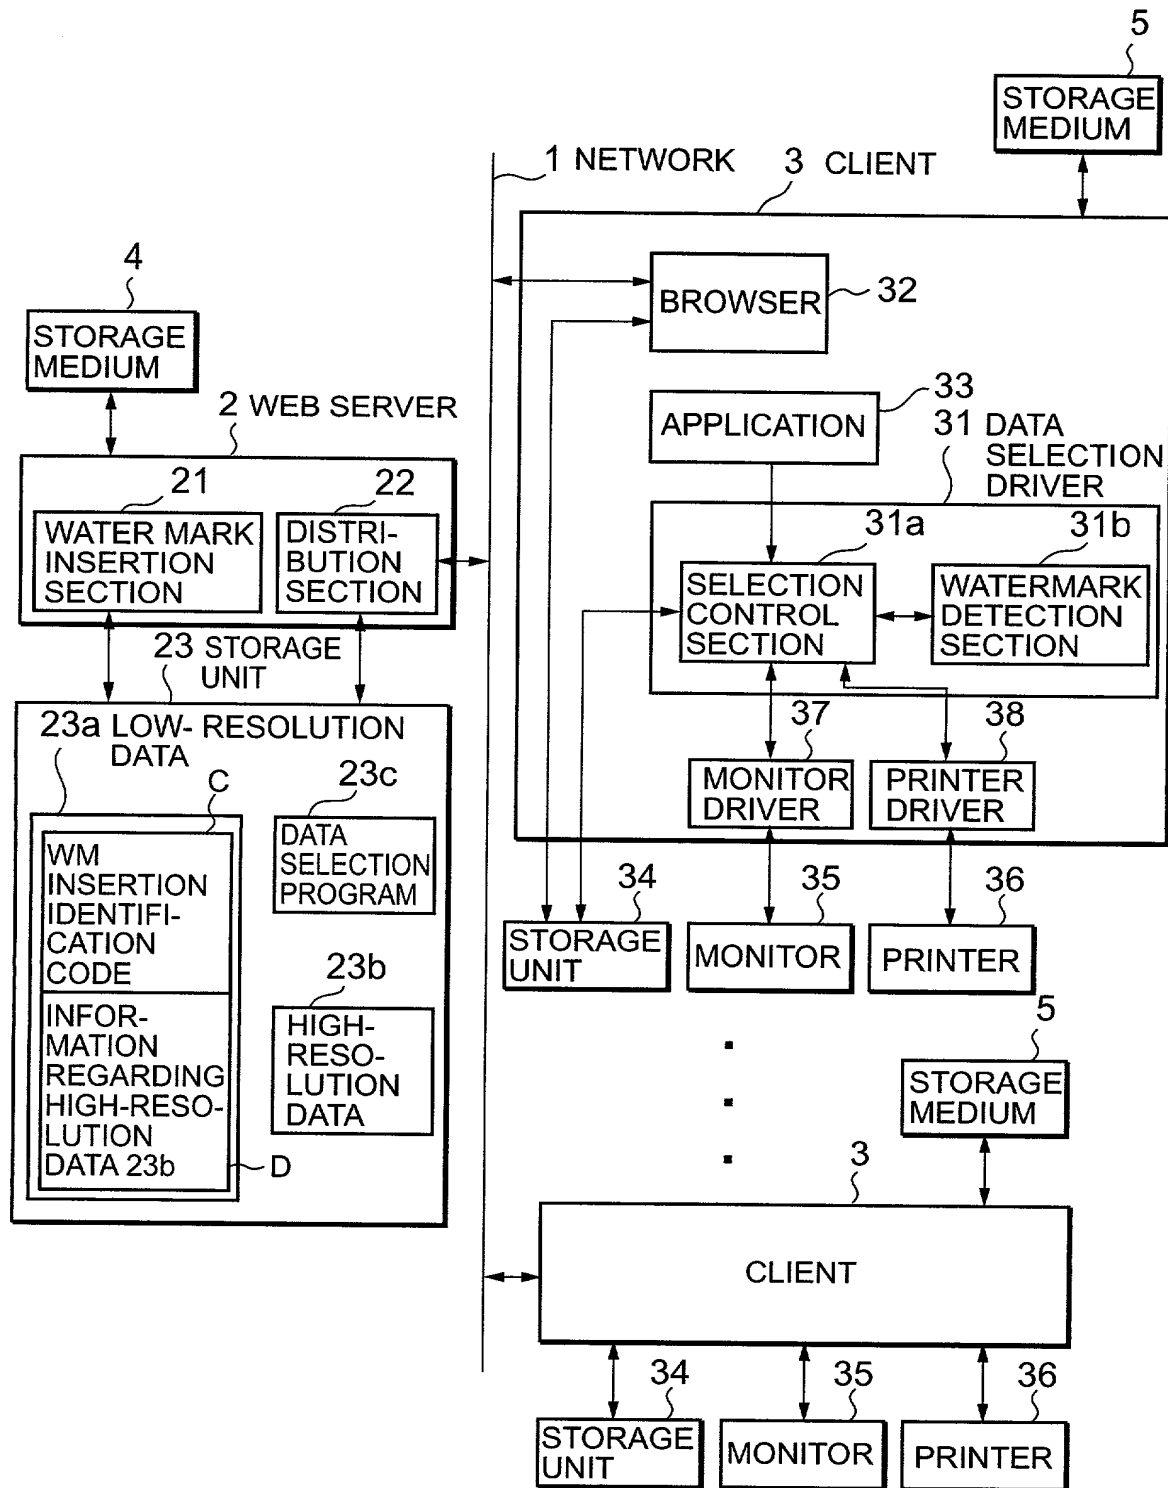 5
STORAGE
MEDIUM
1 NETWORK
3 CLIENT
4
STORAGE
MEDIUM
BROWSER
32
2 WEB SERVER
21
22
WATER MARK
INSERTION
SECTION
DISTRI-
BUTION
SECTION
33
APPLICATION
31 DATA
SELECTION
DRIVER
31a
31b
SELECTION
CONTROL
SECTION
WATERMARK
DETECTION
SECTION
23 STORAGE
UNIT
23a LOW-RESOLUTION
DATA
C
23c
WM
INSERTION
IDENTIFI-
CATION
CODE
DATA
SELECTION
PROGRAM
INFOR-
MATION
REGARDING
HIGH-RESO-
LUTION
DATA 23b
D
23b
HIGH-
RESO-
LUTION
DATA
37
38
MONITOR
DRIVER
PRINTER
DRIVER
34
35
36
STORAGE
UNIT
MONITOR
PRINTER
5
STORAGE
MEDIUM
3
CLIENT
34
35
36
STORAGE
UNIT
MONITOR
PRINTER